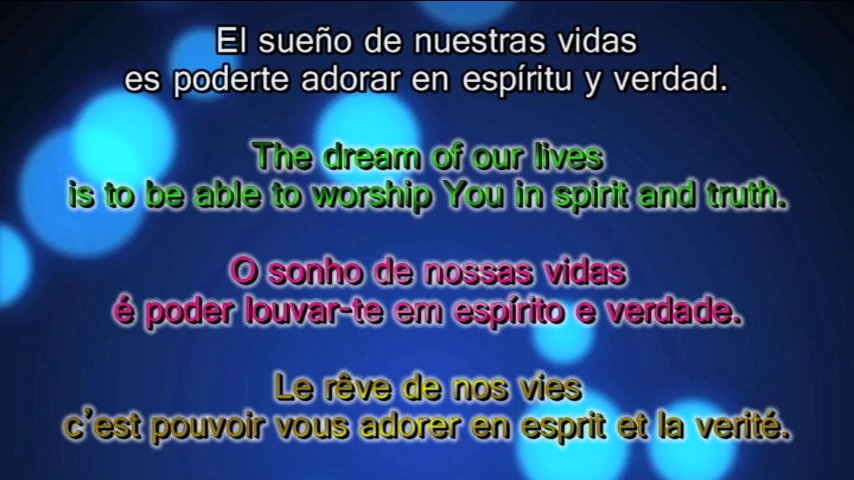 El sueño de nuestras vidas
es poderte adorar en espíritu y verdad.
The dream of our lives
is to be able to worship You in spirit and truth.
O sonho de nossas vidas
é poder louvar-te em espírito e verdade.
Le rêve de nos vies
c'est pouvoir vous adorer en esprit et la verité.